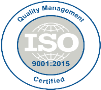 Quality Management
ISO
9001:2015
Certified